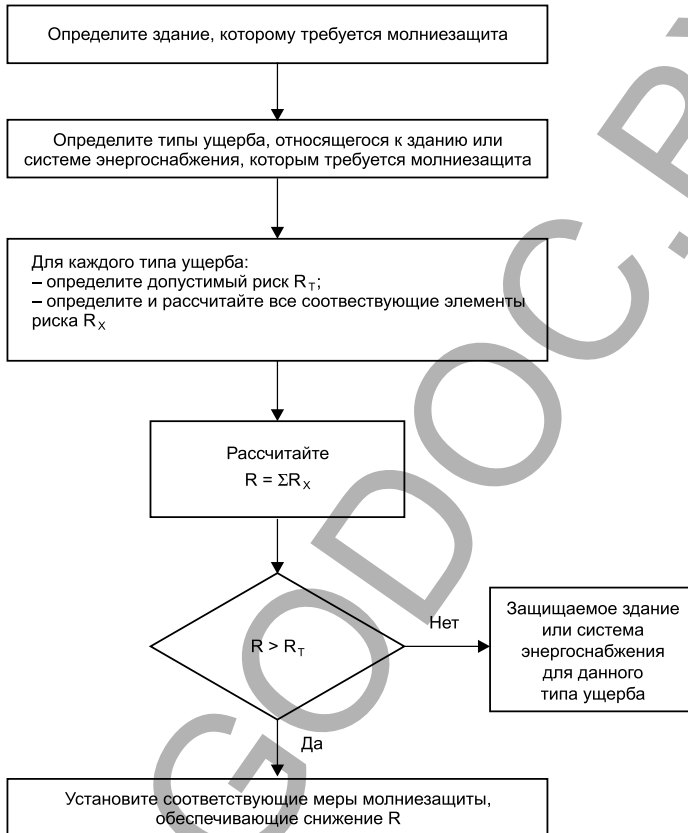 Определите здание, которому требуется молниезащита
Определите типы ущерба, относящегося к зданию или
системе энергоснабжения, которым требуется молниезащита
Для каждого типа ущерба:
– определите допустимый риск R_T;
– определите и рассчитайте все соотвествующие элементы
риска R_X
Рассчитайте
R = ΣR_X
R > R_T
Нет
Защищаемое здание
или система
энергоснабжения
для данного
типа ущерба
Да
Установите соответствующие меры молниезащиты,
обеспечивающие снижение R
GODOC.B